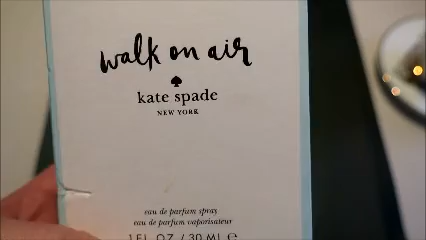 walk on air
kate spade
NEW YORK
eau de parfum spray
eau de parfum vaporisateur
1 FL OZ / 30 ML ℮